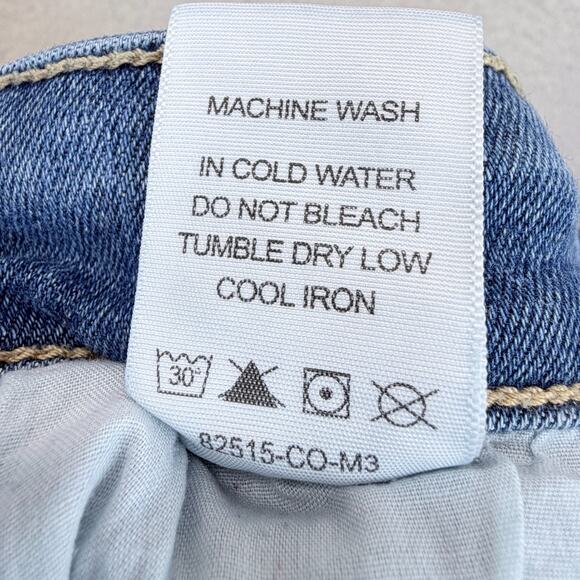 MACHINE WASH
IN COLD WATER
DO NOT BLEACH
TUMBLE DRY LOW
COOL IRON
30°
82515-CO-M3